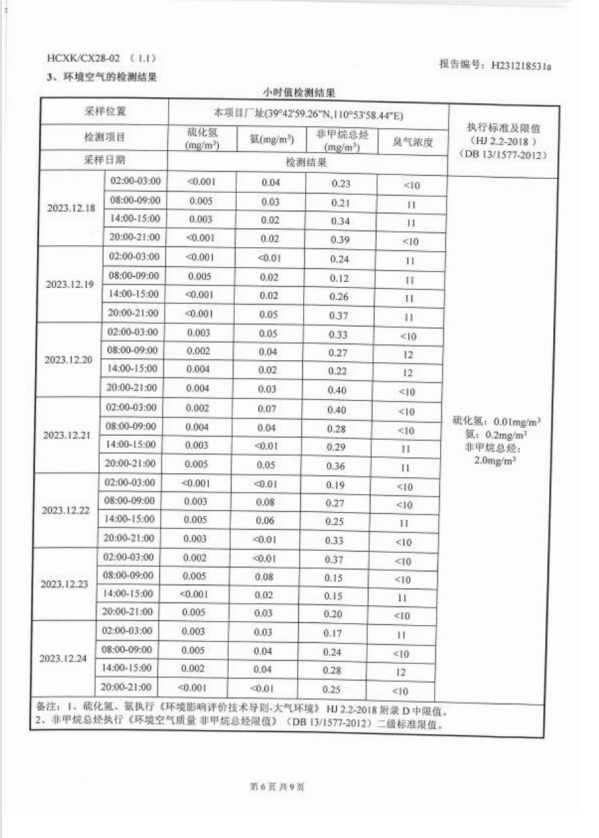 HCXK/CX28-02 （1.1）
报告编号：H231218531a
3、环境空气的检测结果
小时值检测结果
采样位置 本项目厂址(39°42'59.26"N,110°53'58.44"E) 执行标准及限值
（HJ 2.2-2018 ）
（DB 13/1577-2012）
检测项目 硫化氢(mg/m³) 氨(mg/m³) 非甲烷总烃(mg/m³) 臭气浓度
采样日期 检测结果
2023.12.18
02:00-03:00 <0.001 0.04 0.23 <10
08:00-09:00 0.005 0.03 0.21 11
14:00-15:00 0.003 0.02 0.34 11
20:00-21:00 <0.001 0.02 0.39 <10
2023.12.19
02:00-03:00 <0.001 <0.01 0.24 11
08:00-09:00 0.005 0.02 0.12 11
14:00-15:00 <0.001 0.02 0.26 11
20:00-21:00 <0.001 0.05 0.37 11
2023.12.20
02:00-03:00 0.003 0.05 0.33 <10
08:00-09:00 0.002 0.04 0.27 12
14:00-15:00 0.004 0.02 0.22 12
20:00-21:00 0.004 0.03 0.40 <10
2023.12.21
02:00-03:00 0.002 0.07 0.40 <10
08:00-09:00 0.004 0.04 0.28 <10
14:00-15:00 0.003 <0.01 0.29 11
20:00-21:00 0.005 0.05 0.36 11
2023.12.22
02:00-03:00 <0.001 <0.01 0.19 <10
08:00-09:00 0.003 0.08 0.27 <10
14:00-15:00 0.005 0.06 0.25 11
20:00-21:00 0.003 <0.01 0.33 <10
2023.12.23
02:00-03:00 0.002 <0.01 0.37 <10
08:00-09:00 0.005 0.08 0.15 <10
14:00-15:00 <0.001 0.02 0.15 11
20:00-21:00 0.005 0.03 0.20 <10
2023.12.24
02:00-03:00 0.003 0.03 0.17 11
08:00-09:00 0.005 0.04 0.24 <10
14:00-15:00 0.002 0.04 0.28 12
20:00-21:00 <0.001 <0.01 0.25 <10
硫化氢：0.01mg/m³
氨：0.2mg/m³
非甲烷总烃：
2.0mg/m³
备注：1、硫化氢、氨执行《环境影响评价技术导则-大气环境》 HJ 2.2-2018 附录 D 中限值。
2、非甲烷总烃执行《环境空气质量 非甲烷总烃限值》（DB 13/1577-2012）二级标准限值。
第 6 页 共 9 页